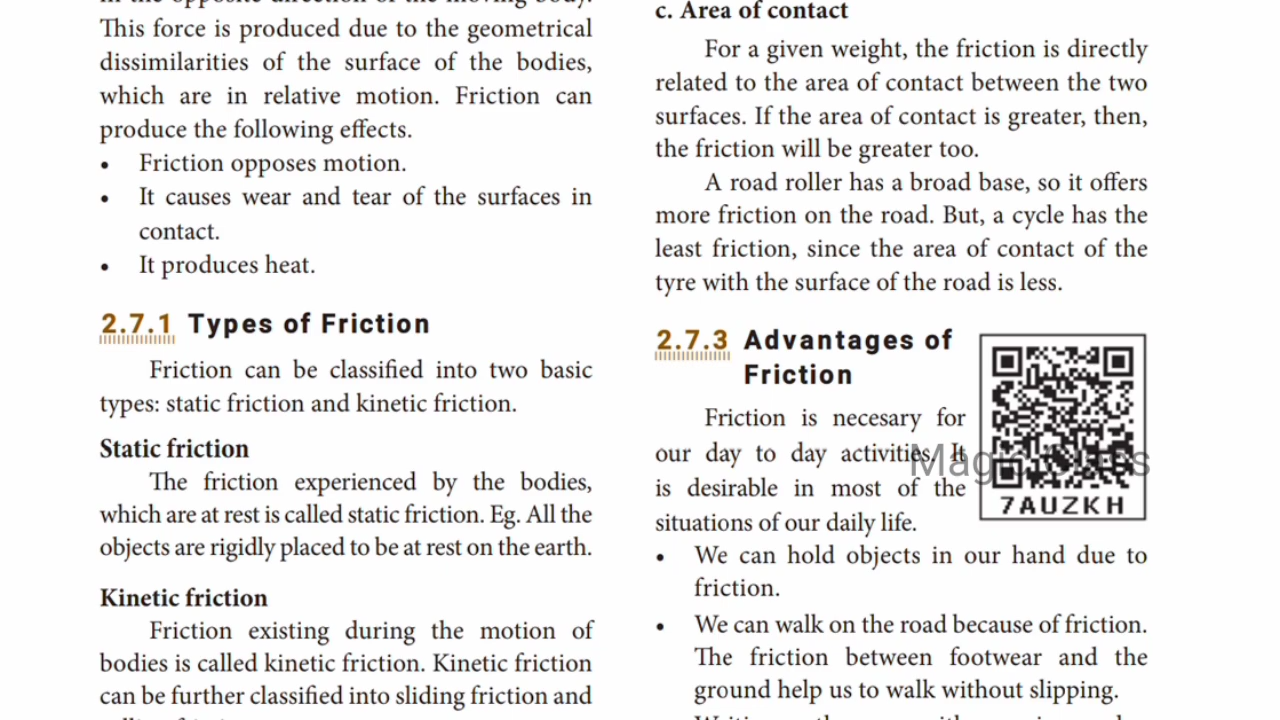 in the opposite direction of the moving body.
This force is produced due to the geometrical
dissimilarities of the surface of the bodies,
which are in relative motion. Friction can
produce the following effects.
• Friction opposes motion.
• It causes wear and tear of the surfaces in
contact.
• It produces heat.
2.7.1 Types of Friction
Friction can be classified into two basic
types: static friction and kinetic friction.
Static friction
The friction experienced by the bodies,
which are at rest is called static friction. Eg. All the
objects are rigidly placed to be at rest on the earth.
Kinetic friction
Friction existing during the motion of
bodies is called kinetic friction. Kinetic friction
can be further classified into sliding friction and
c. Area of contact
For a given weight, the friction is directly
related to the area of contact between the two
surfaces. If the area of contact is greater, then,
the friction will be greater too.
A road roller has a broad base, so it offers
more friction on the road. But, a cycle has the
least friction, since the area of contact of the
tyre with the surface of the road is less.
2.7.3 Advantages of
Friction
Friction is necesary for
our day to day activities. It
is desirable in most of the
situations of our daily life.
7AUZKH
• We can hold objects in our hand due to
friction.
• We can walk on the road because of friction.
The friction between footwear and the
ground help us to walk without slipping.